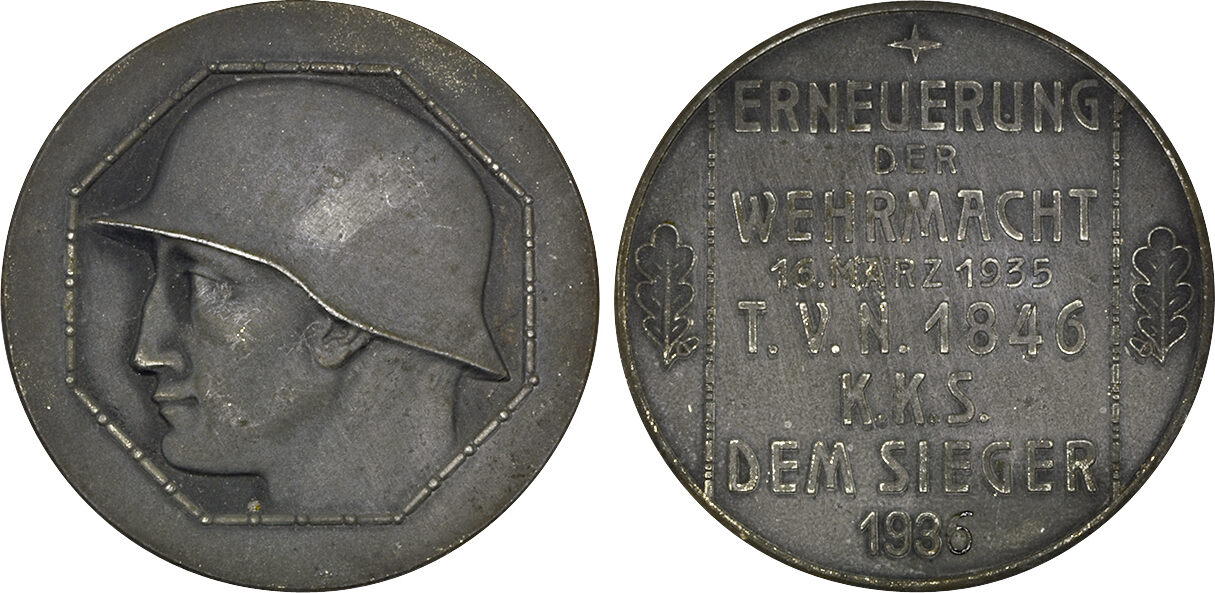 ERNEUERUNG
DER
WEHRMACHT
16. MÄRZ 1935
T. V. N. 1846
K.K.S.
DEM SIEGER
1936